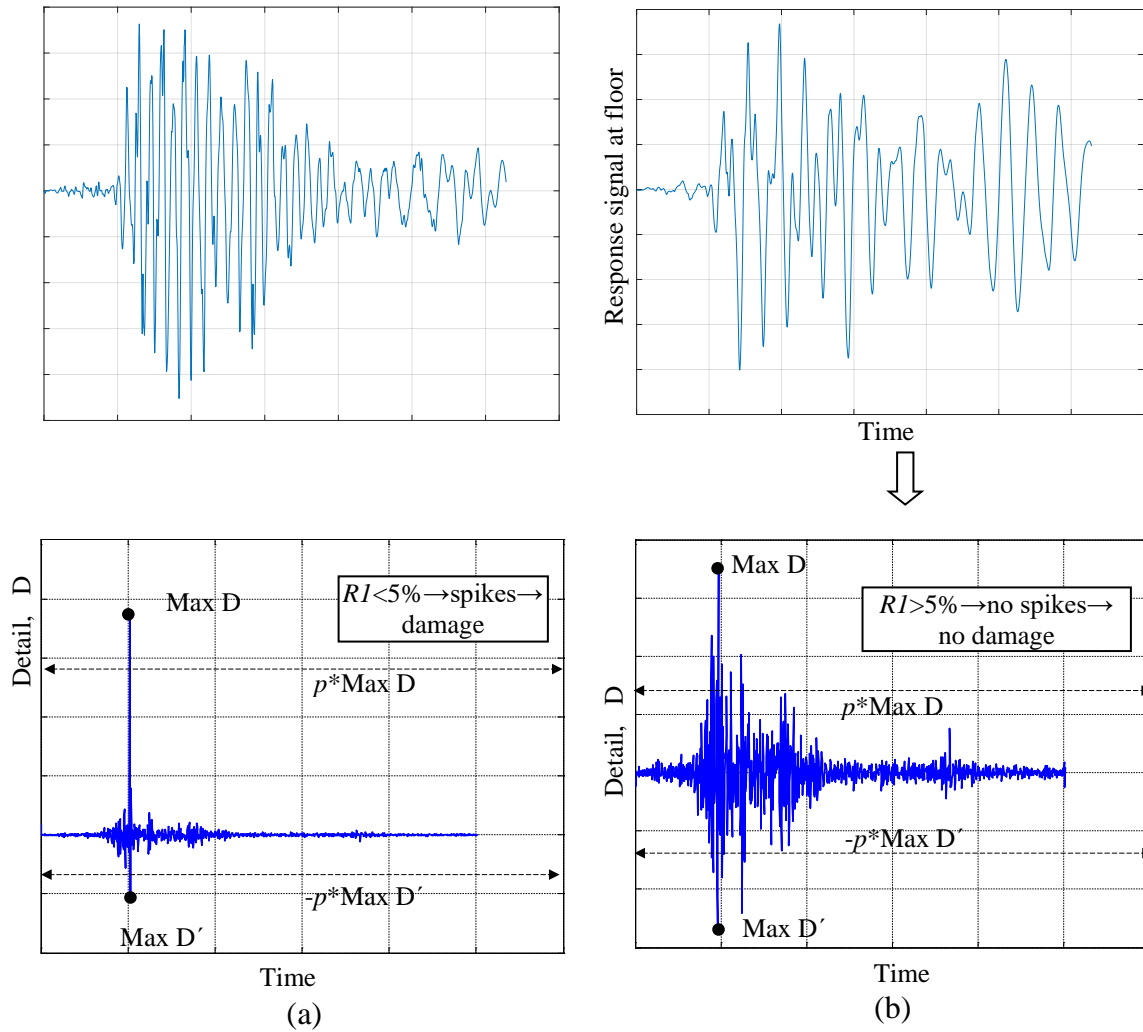 Response signal at floor
Time
Detail, D
Max D
R1<5%→spikes→
damage
p*Max D
-p*Max D´
Max D´
Time
(a)
Detail, D
Max D
R1>5%→no spikes→
no damage
p*Max D
-p*Max D´
Max D´
Time
(b)